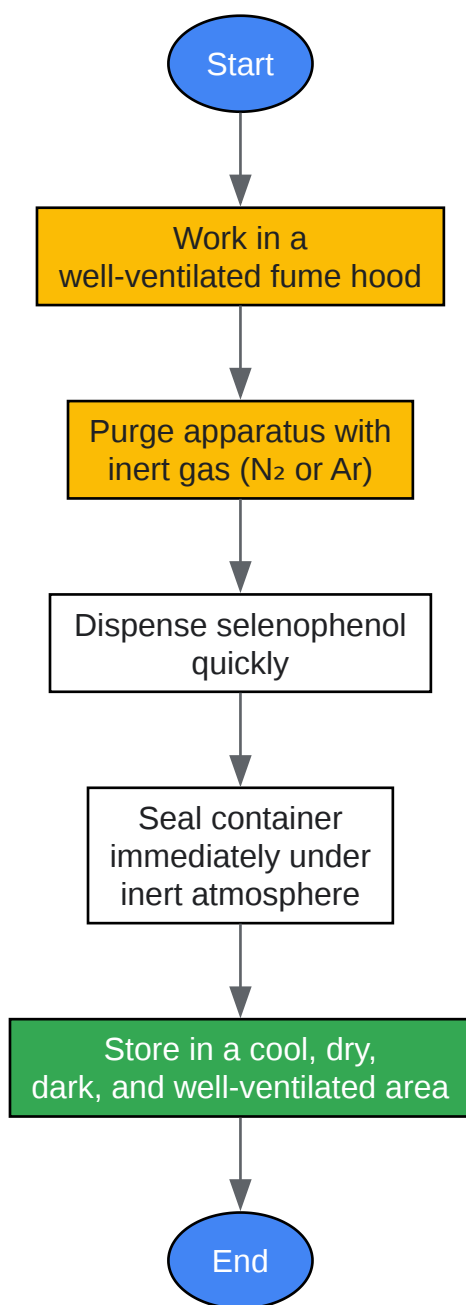 Start
Work in a
well-ventilated fume hood
Purge apparatus with
inert gas (N₂ or Ar)
Dispense selenophenol
quickly
Seal container
immediately under
inert atmosphere
Store in a cool, dry,
dark, and well-ventilated area
End